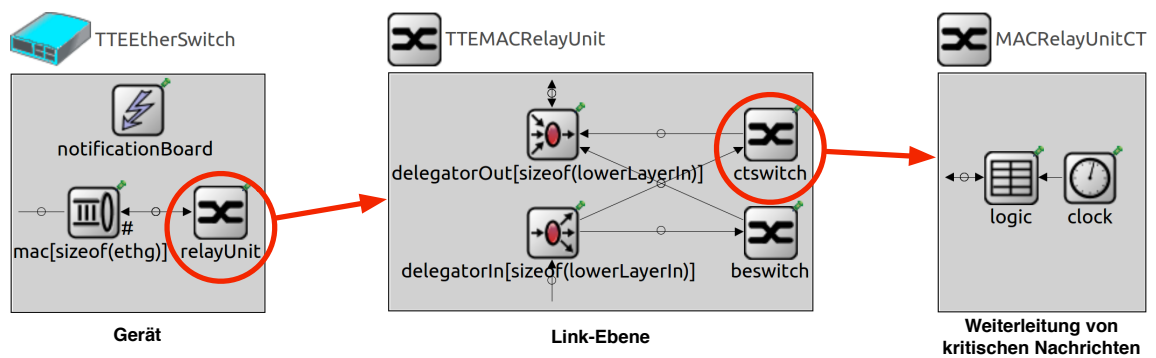 TTEEtherSwitch
notificationBoard
#
mac[sizeof(ethg)]
relayUnit
Gerät
TTEMACRelayUnit
delegatorOut[sizeof(lowerLayerIn)]
ctswitch
delegatorIn[sizeof(lowerLayerIn)]
beswitch
Link-Ebene
MACRelayUnitCT
logic
clock
Weiterleitung von
kritischen Nachrichten